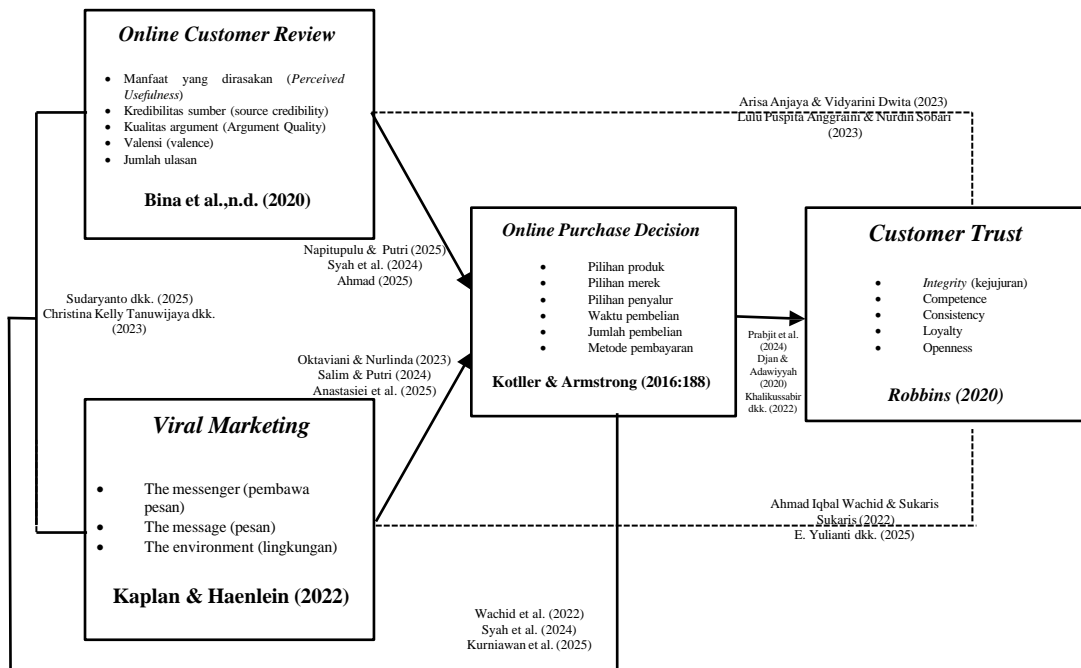 Online Customer Review
• Manfaat yang dirasakan (Perceived
Usefulness)
• Kredibilitas sumber (source credibility)
• Kualitas argument (Argument Quality)
• Valensi (valence)
• Jumlah ulasan
Bina et al.,n.d. (2020)
Arisa Anjaya & Vidyarini Dwita (2023)
Lulu Puspita Anggraini & Nurdin Sobari
(2023)
Napitupulu & Putri (2025)
Syah et al. (2024)
Ahmad (2025)
Sudaryanto dkk. (2025)
Christina Kelly Tanuwijaya dkk.
(2023)
Online Purchase Decision
• Pilihan produk
• Pilihan merek
• Pilihan penyalur
• Waktu pembelian
• Jumlah pembelian
• Metode pembayaran
Kotller & Armstrong (2016:188)
Prabjit et al.
(2024)
Djan &
Adawiyyah
(2020)
Khalikussabir
dkk. (2022)
Customer Trust
• Integrity (kejujuran)
• Competence
• Consistency
• Loyalty
• Openness
Robbins (2020)
Oktaviani & Nurlinda (2023)
Salim & Putri (2024)
Anastasiei et al. (2025)
Viral Marketing
• The messenger (pembawa
pesan)
• The message (pesan)
• The environment (lingkungan)
Kaplan & Haenlein (2022)
Ahmad Iqbal Wachid & Sukaris
Sukaris (2022)
E. Yulianti dkk. (2025)
Wachid et al. (2022)
Syah et al. (2024)
Kurniawan et al. (2025)